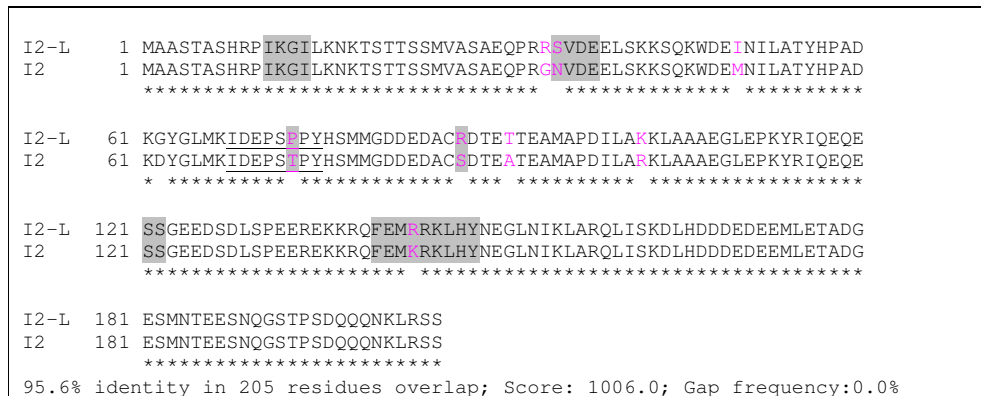 I2-L 1 MAASTASHRPIKGILKNKTSTTSSMVASAEQPRRSVDEELSKKSQKWDEINILATYHPAD
I2 1 MAASTASHRPIKGILKNKTSTTSSMVASAEQPRGNVDEELSKKSQKWDEMNILATYHPAD
********************************* ************** **********
I2-L 61 KGYGLMKIDEPSPPYHSMMGDDEDACRDTETTEAMAPDILAKKLAAAEGLEPKYRIQEQE
I2 61 KDYGLMKIDEPSTPYHSMMGDDEDACSDTEATEAMAPDILARKLAAAEGLEPKYRIQEQE
* ********** ************* *** ********** ******************
I2-L 121 SSGEEDSDLSPEEREKKRQFEMRRKLHYNEGLNIKLARQLISKDLHDDDEDEEMLETADG
I2 121 SSGEEDSDLSPEEREKKRQFEMKRKLHYNEGLNIKLARQLISKDLHDDDEDEEMLETADG
********************** *************************************
I2-L 181 ESMNTEESNQGSTPSDQQQNKLRSS
I2 181 ESMNTEESNQGSTPSDQQQNKLRSS
*************************
95.6% identity in 205 residues overlap; Score: 1006.0; Gap frequency:0.0%